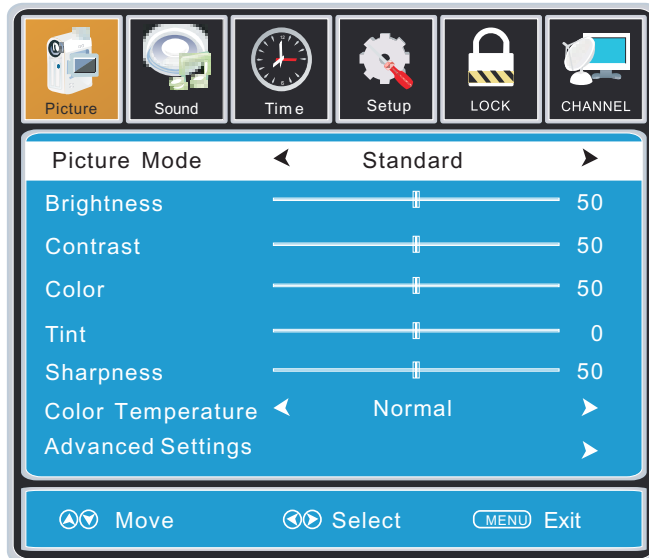 Picture Sound Time Setup LOCK CHANNEL
Picture Mode Standard
Brightness 50
Contrast 50
Color 50
Tint 0
Sharpness 50
Color Temperature Normal
Advanced Settings
Move Select MENU Exit